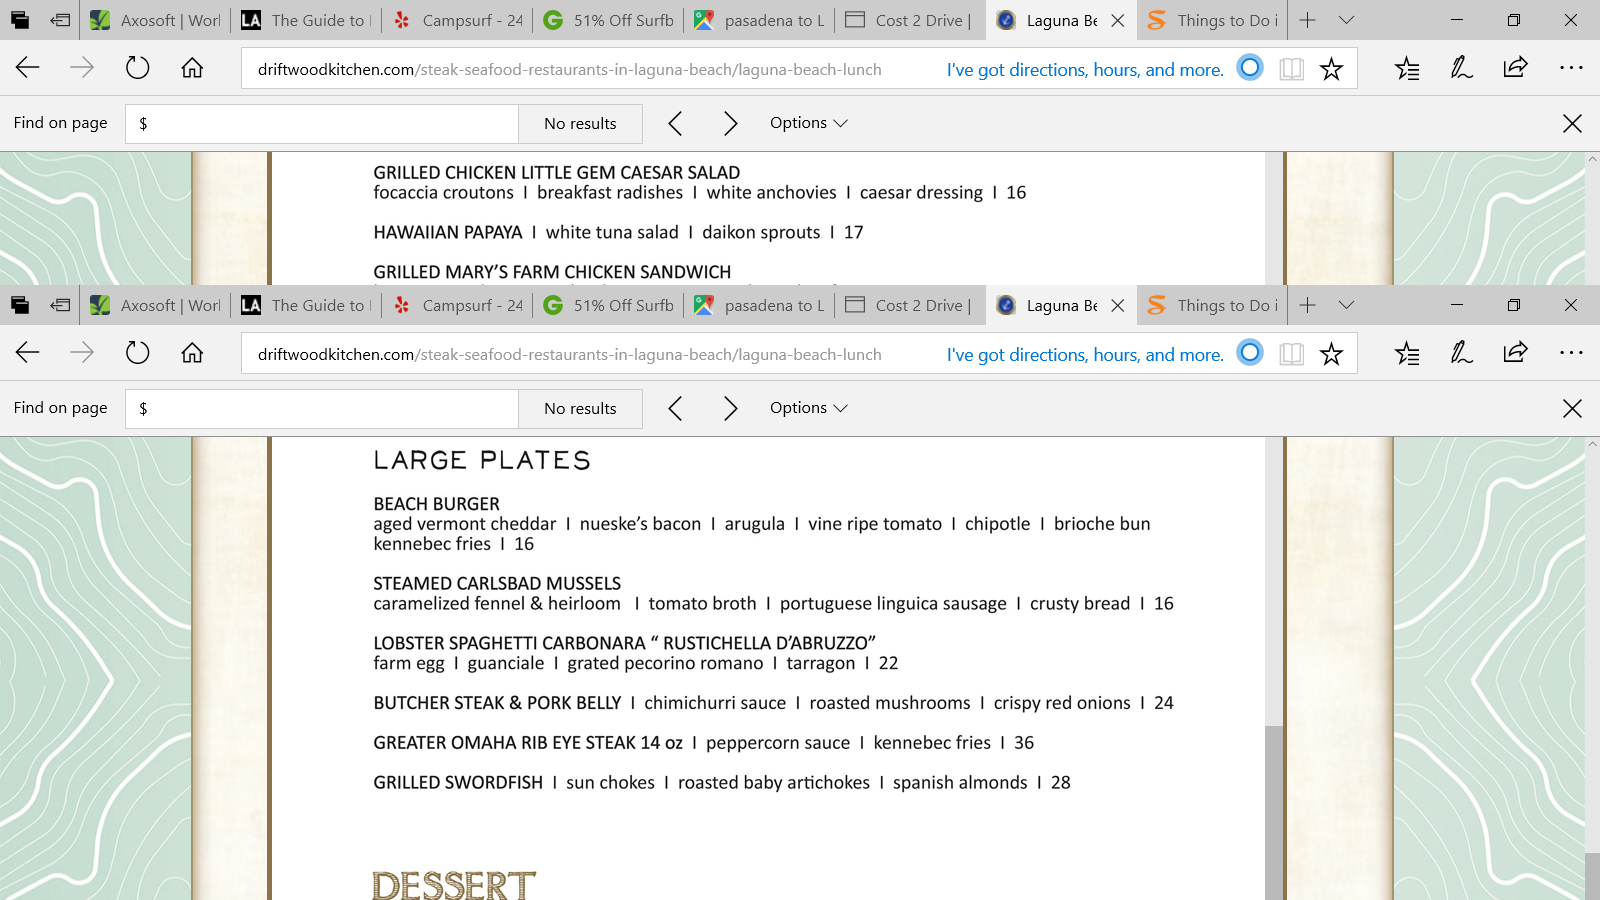 Axosoft | Worl
The Guide to
Campsurf - 24
51% Off Surfb
pasadena to L
Cost 2 Drive |
Laguna Be
Things to Do i
driftwoodkitchen.com/steak-seafood-restaurants-in-laguna-beach/laguna-beach-lunch
I've got directions, hours, and more.
Find on page
$
No results
Options
GRILLED CHICKEN LITTLE GEM CAESAR SALAD
focaccia croutons I breakfast radishes I white anchovies I caesar dressing I 16
HAWAIIAN PAPAYA I white tuna salad I daikon sprouts I 17
GRILLED MARY’S FARM CHICKEN SANDWICH
Axosoft | Worl
The Guide to
Campsurf - 24
51% Off Surfb
pasadena to L
Cost 2 Drive |
Laguna Be
Things to Do i
driftwoodkitchen.com/steak-seafood-restaurants-in-laguna-beach/laguna-beach-lunch
I've got directions, hours, and more.
Find on page
$
No results
Options
LARGE PLATES
BEACH BURGER
aged vermont cheddar I nueske’s bacon I arugula I vine ripe tomato I chipotle I brioche bun
kennebec fries I 16
STEAMED CARLSBAD MUSSELS
caramelized fennel & heirloom I tomato broth I portuguese linguica sausage I crusty bread I 16
LOBSTER SPAGHETTI CARBONARA “ RUSTICHELLA D’ABRUZZO”
farm egg I guanciale I grated pecorino romano I tarragon I 22
BUTCHER STEAK & PORK BELLY I chimichurri sauce I roasted mushrooms I crispy red onions I 24
GREATER OMAHA RIB EYE STEAK 14 oz I peppercorn sauce I kennebec fries I 36
GRILLED SWORDFISH I sun chokes I roasted baby artichokes I spanish almonds I 28
DESSERT